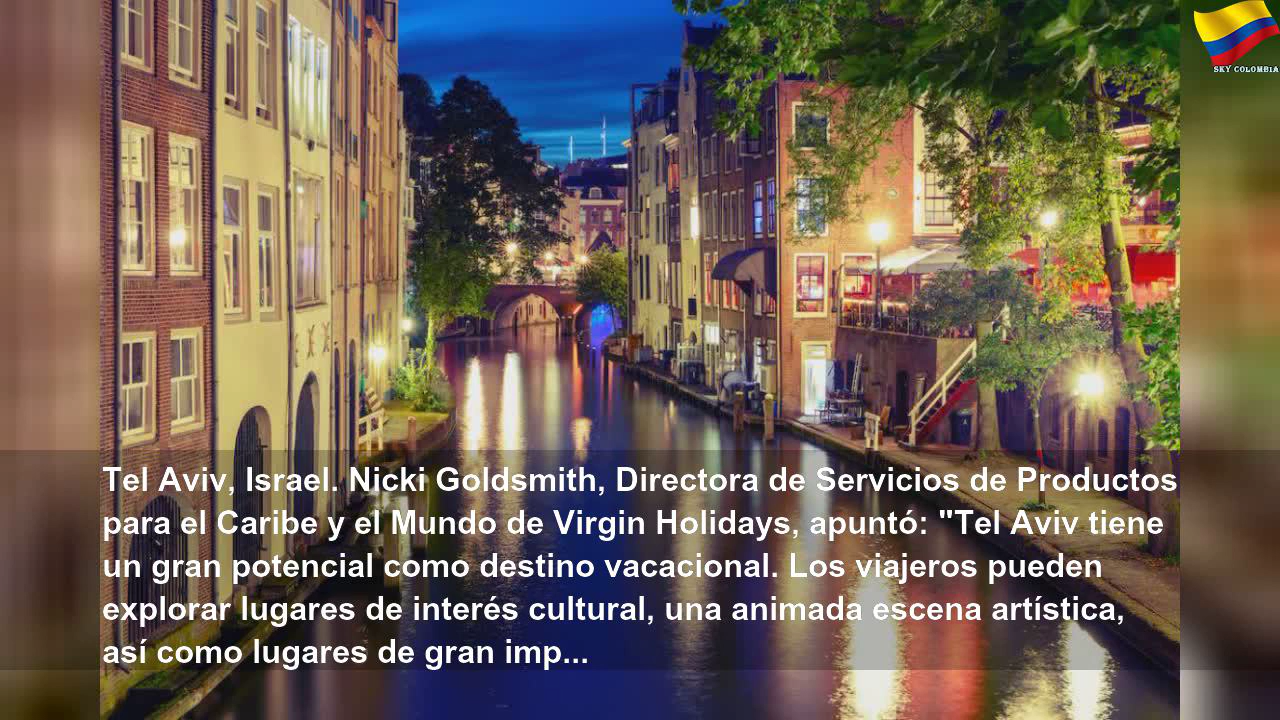 SKY COLOMBIA
Tel Aviv, Israel. Nicki Goldsmith, Directora de Servicios de Productos
para el Caribe y el Mundo de Virgin Holidays, apuntó: "Tel Aviv tiene
un gran potencial como destino vacacional. Los viajeros pueden
explorar lugares de interés cultural, una animada escena artística,
así como lugares de gran imp...